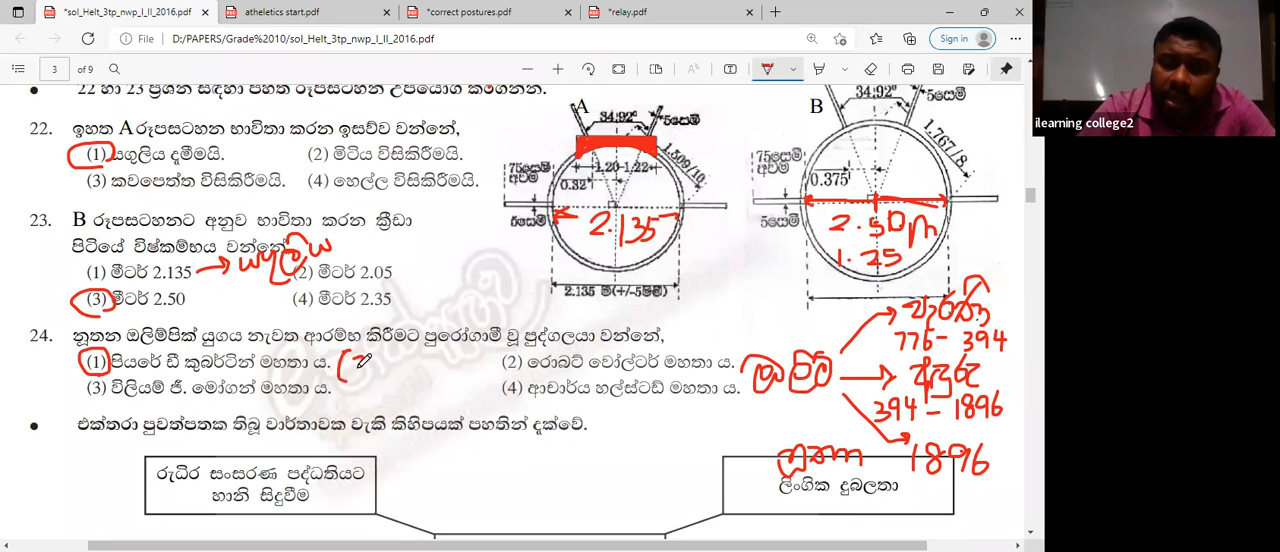 *sol_Helt_3tp_nwp_I_II_2016.pdf
atheletics start.pdf
*correct postures.pdf
*relay.pdf
File
D:/PAPERS/Grade%2010/sol_Helt_3tp_nwp_I_II_2016.pdf
Sign in
3 of 9
22 හා 23 ප්‍රශ්න සඳහා පහත රූපසටහන් උපයෝග කරගන්න.
22. ඉහත A රූපසටහන භාවිතා කරන ඉසව්ව වන්නේ,
(1) යගුලිය දැමීමයි. (2) මිටිය විසිකිරීමයි.
(3) කවපෙත්ත විසිකිරීමයි. (4) හෙල්ල විසිකිරීමයි.
23. B රූපසටහනට අනුව භාවිතා කරන ක්‍රීඩා
පිටියේ විෂ්කම්භය වන්නේ
(1) මීටර් 2.135 යගුලිය (2) මීටර් 2.05
(3) මීටර් 2.50 (4) මීටර් 2.35
A
34.92°
5සෙමී
75සෙමී
අවම
1.20-1.22
1.509/10
0.32
5සෙමී
2.135
2.135 මී(+/-5මිමී)
B
34.92°
5සෙමී
75සෙමී
අවම
1.767/8
0.375
5සෙමී
2.50m
1.25
24. නූතන ඔලිම්පික් යුගය නැවත ආරම්භ කිරීමට පුරෝගාමී වූ පුද්ගලයා වන්නේ,
(1) පියරේ ඩී කුබර්ටින් මහතා ය. (2) රොබට් වෝල්ටර් මහතා ය.
(3) විලියම් ජී. මෝගන් මහතා ය. (4) ආචාර්ය හල්ස්ටඩ් මහතා ය.
පැරණි
776 - 394
අඳුරු
394 - 1896
නූතන
1896
එක්තරා පුවත්පතක තිබූ වාර්තාවක වැකි කිහිපයක් පහතින් දැක්වේ.
රුධිර සංසරණ පද්ධතියට
හානි සිදුවීම
ලිංගික දුබලතා
ilearning college2